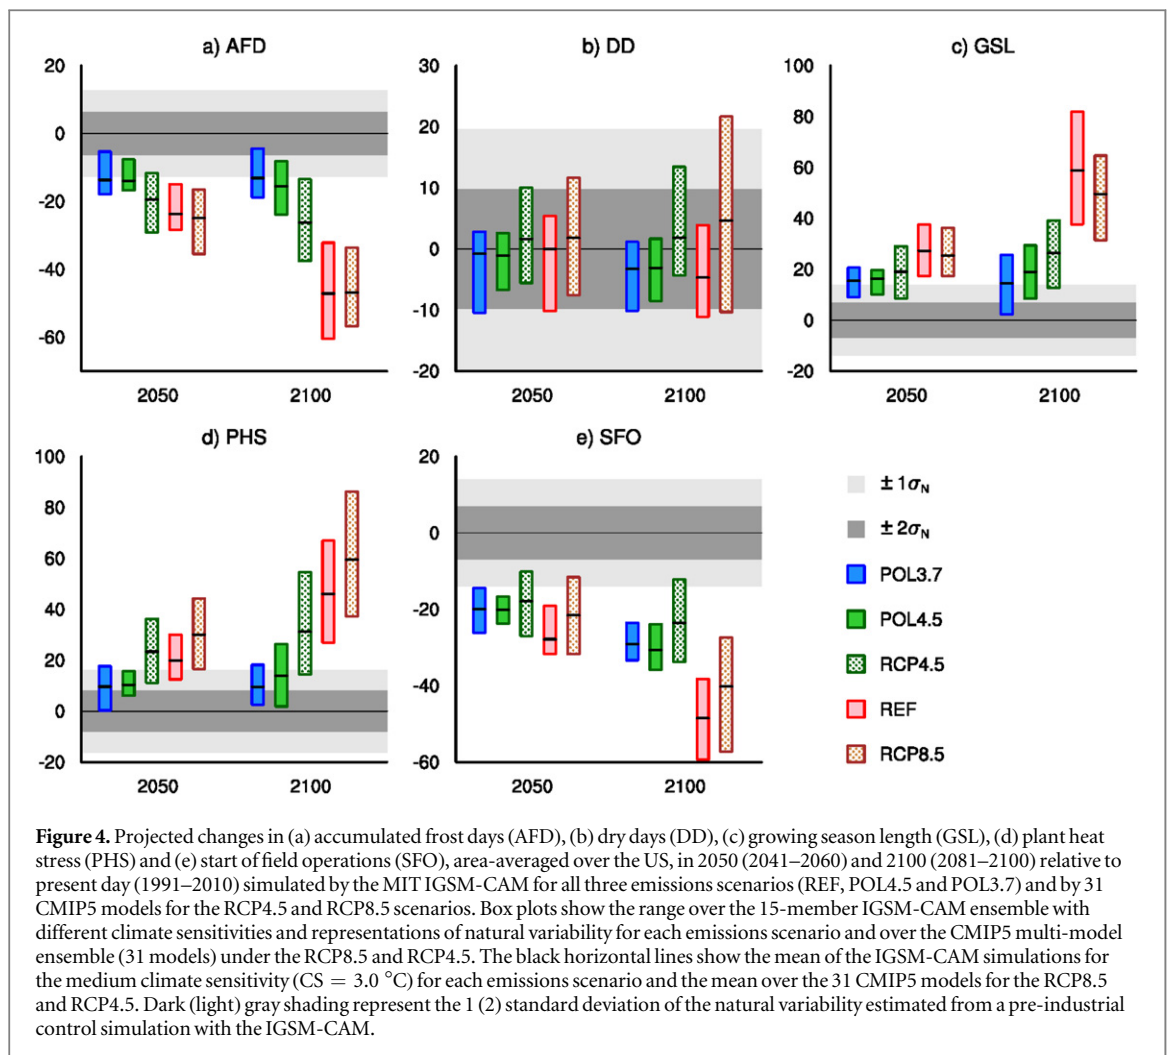 a) AFD
20
0
-20
-40
-60
2050 2100
b) DD
30
20
10
0
-10
-20
2050 2100
c) GSL
100
80
60
40
20
0
-20
2050 2100
d) PHS
100
80
60
40
20
0
-20
2050 2100
e) SFO
20
0
-20
-40
-60
2050 2100
± 1σN
± 2σN
POL3.7
POL4.5
RCP4.5
REF
RCP8.5
Figure 4. Projected changes in (a) accumulated frost days (AFD), (b) dry days (DD), (c) growing season length (GSL), (d) plant heat
stress (PHS) and (e) start of field operations (SFO), area-averaged over the US, in 2050 (2041–2060) and 2100 (2081–2100) relative to
present day (1991–2010) simulated by the MIT IGSM-CAM for all three emissions scenarios (REF, POL4.5 and POL3.7) and by 31
CMIP5 models for the RCP4.5 and RCP8.5 scenarios. Box plots show the range over the 15-member IGSM-CAM ensemble with
different climate sensitivities and representations of natural variability for each emissions scenario and over the CMIP5 multi-model
ensemble (31 models) under the RCP8.5 and RCP4.5. The black horizontal lines show the mean of the IGSM-CAM simulations for
the medium climate sensitivity (CS = 3.0 °C) for each emissions scenario and the mean over the 31 CMIP5 models for the RCP8.5
and RCP4.5. Dark (light) gray shading represent the 1 (2) standard deviation of the natural variability estimated from a pre-industrial
control simulation with the IGSM-CAM.